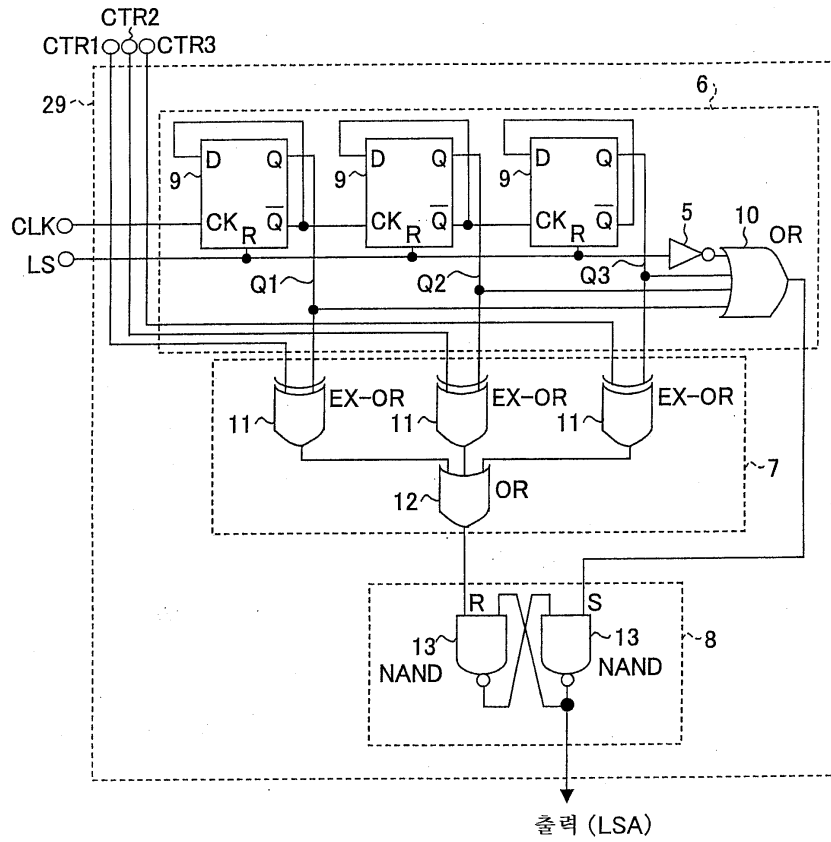 CTR2
CTR1 CTR3
29
6
D Q D Q D Q
9 9 9
CK Q CK Q CK Q
R R R
CLK
LS
5 10
OR
Q1 Q2 Q3
EX-OR EX-OR EX-OR
11 11 11
7
12 OR
R S
13 13 8
NAND NAND
출력 (LSA)